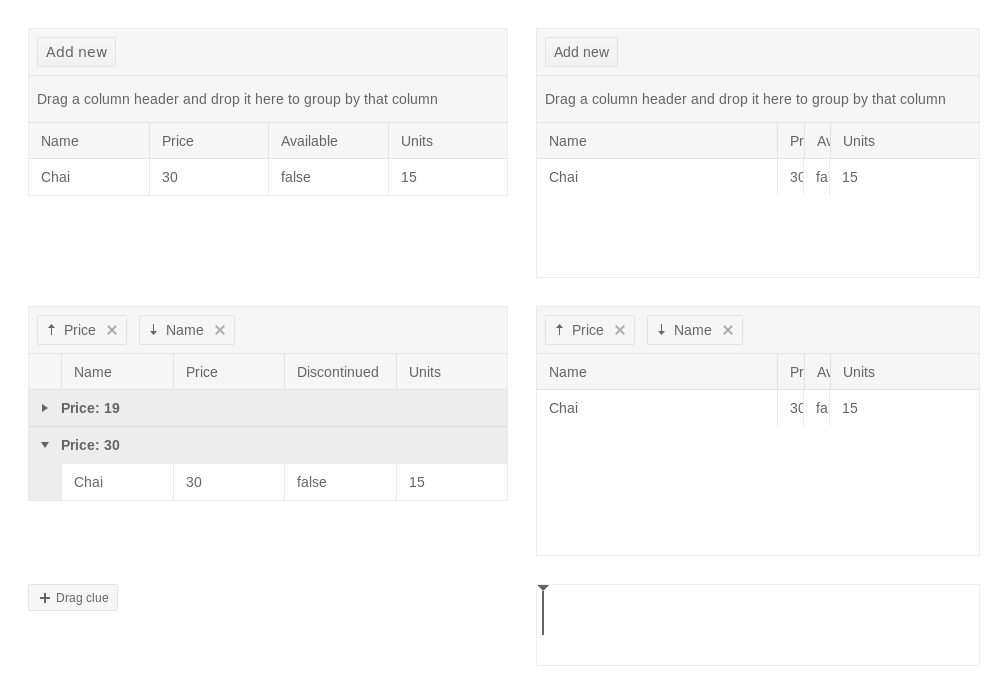 Add new
Drag a column header and drop it here to group by that column
Name Price Available Units
Chai 30 false 15
Add new
Drag a column header and drop it here to group by that column
Name Pr Av Units
Chai 30 fa 15
Price Name
Name Price Discontinued Units
Price: 19
Price: 30
Chai 30 false 15
Price Name
Name Pr Av Units
Chai 30 fa 15
Drag clue